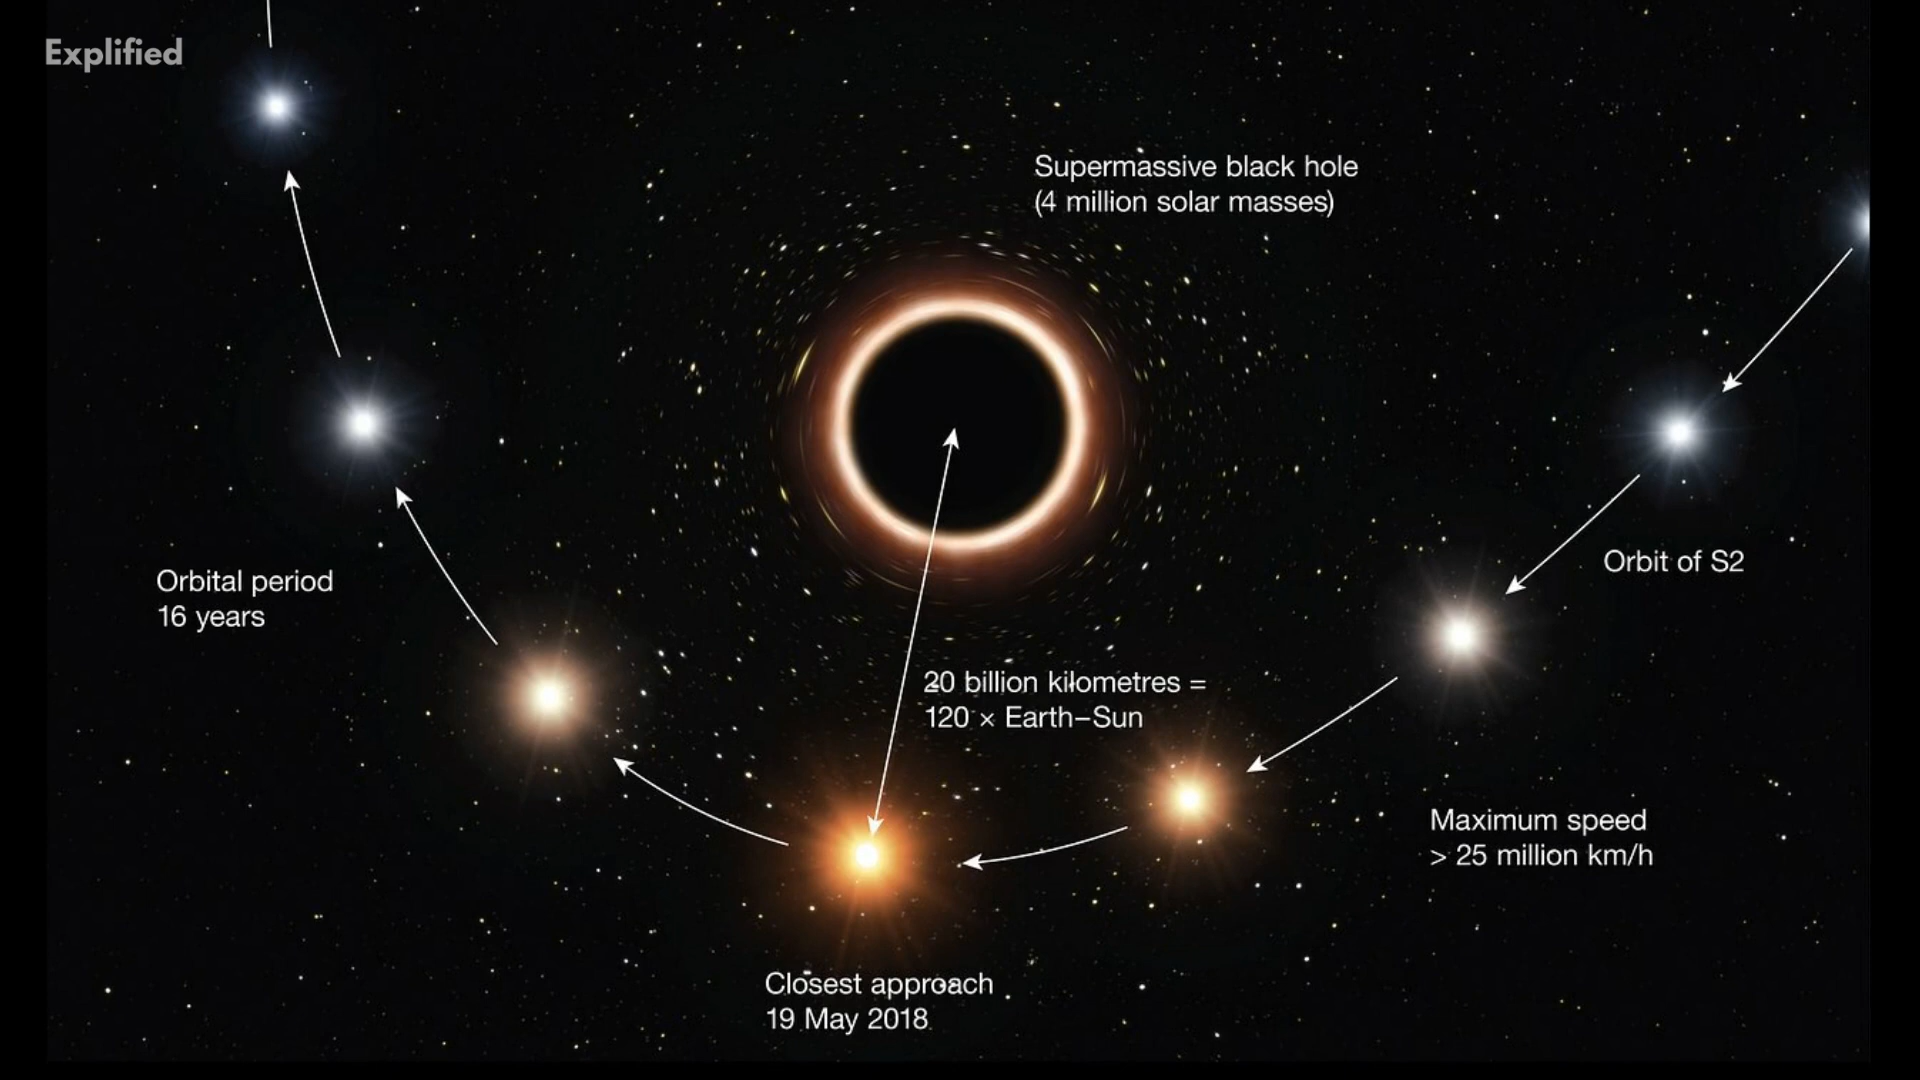 Explified
Supermassive black hole
(4 million solar masses)
Orbit of S2
Orbital period
16 years
20 billion kilometres =
120 × Earth–Sun
Maximum speed
> 25 million km/h
Closest approach
19 May 2018